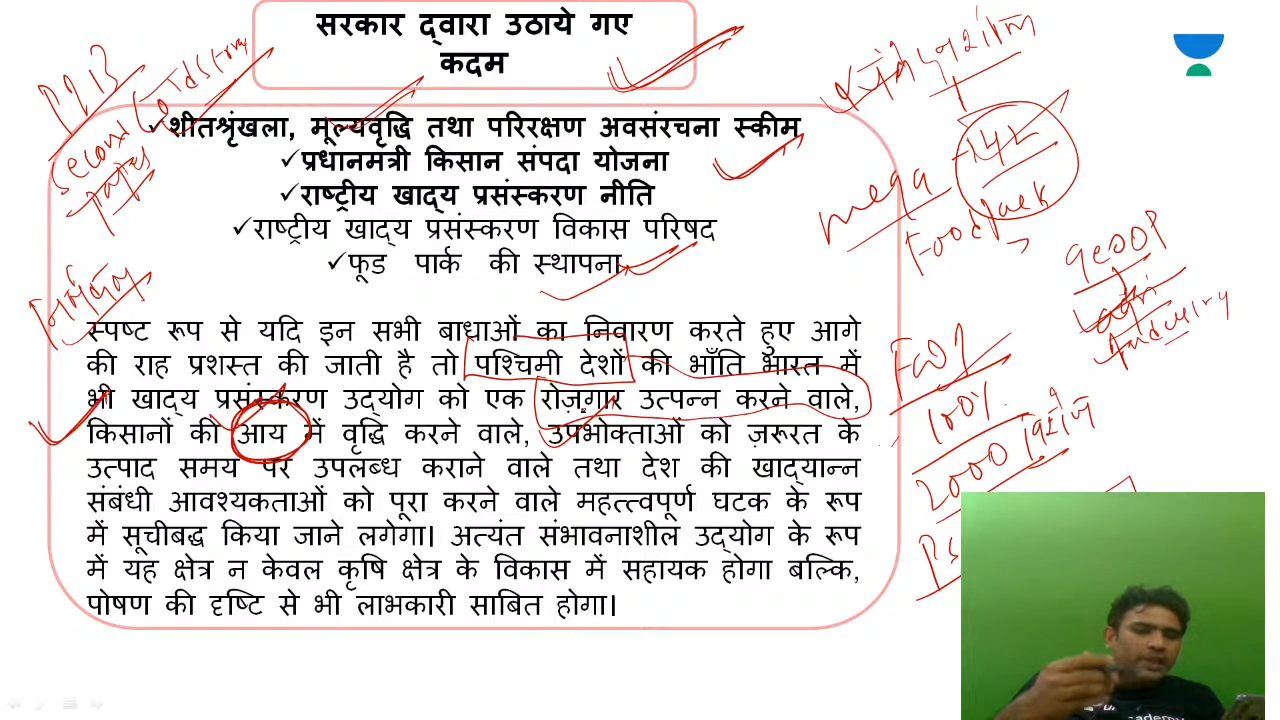 सरकार द्वारा उठाये गए
कदम
✓शीतश्रृंखला, मूल्यवृद्धि तथा परिरक्षण अवसंरचना स्कीम
✓प्रधानमत्री किसान संपदा योजना
✓राष्ट्रीय खाद्य प्रसंस्करण नीति
✓राष्ट्रीय खाद्य प्रसंस्करण विकास परिषद
✓फूड पार्क की स्थापना
स्पष्ट रूप से यदि इन सभी बाधाओं का निवारण करते हुए आगे
की राह प्रशस्त की जाती है तो पश्चिमी देशों की भाँति भारत में
भी खाद्य प्रसंस्करण उद्योग को एक रोज़गार उत्पन्न करने वाले,
किसानों की आय में वृद्धि करने वाले, उपभोक्ताओं को ज़रूरत के
उत्पाद समय पर उपलब्ध कराने वाले तथा देश की खाद्यान्न
संबंधी आवश्यकताओं को पूरा करने वाले महत्त्वपूर्ण घटक के रूप
में सूचीबद्ध किया जाने लगेगा। अत्यंत संभावनाशील उद्योग के रूप
में यह क्षेत्र न केवल कृषि क्षेत्र के विकास में सहायक होगा बल्कि,
पोषण की दृष्टि से भी लाभकारी साबित होगा।
mega
42
Food
100%
2000